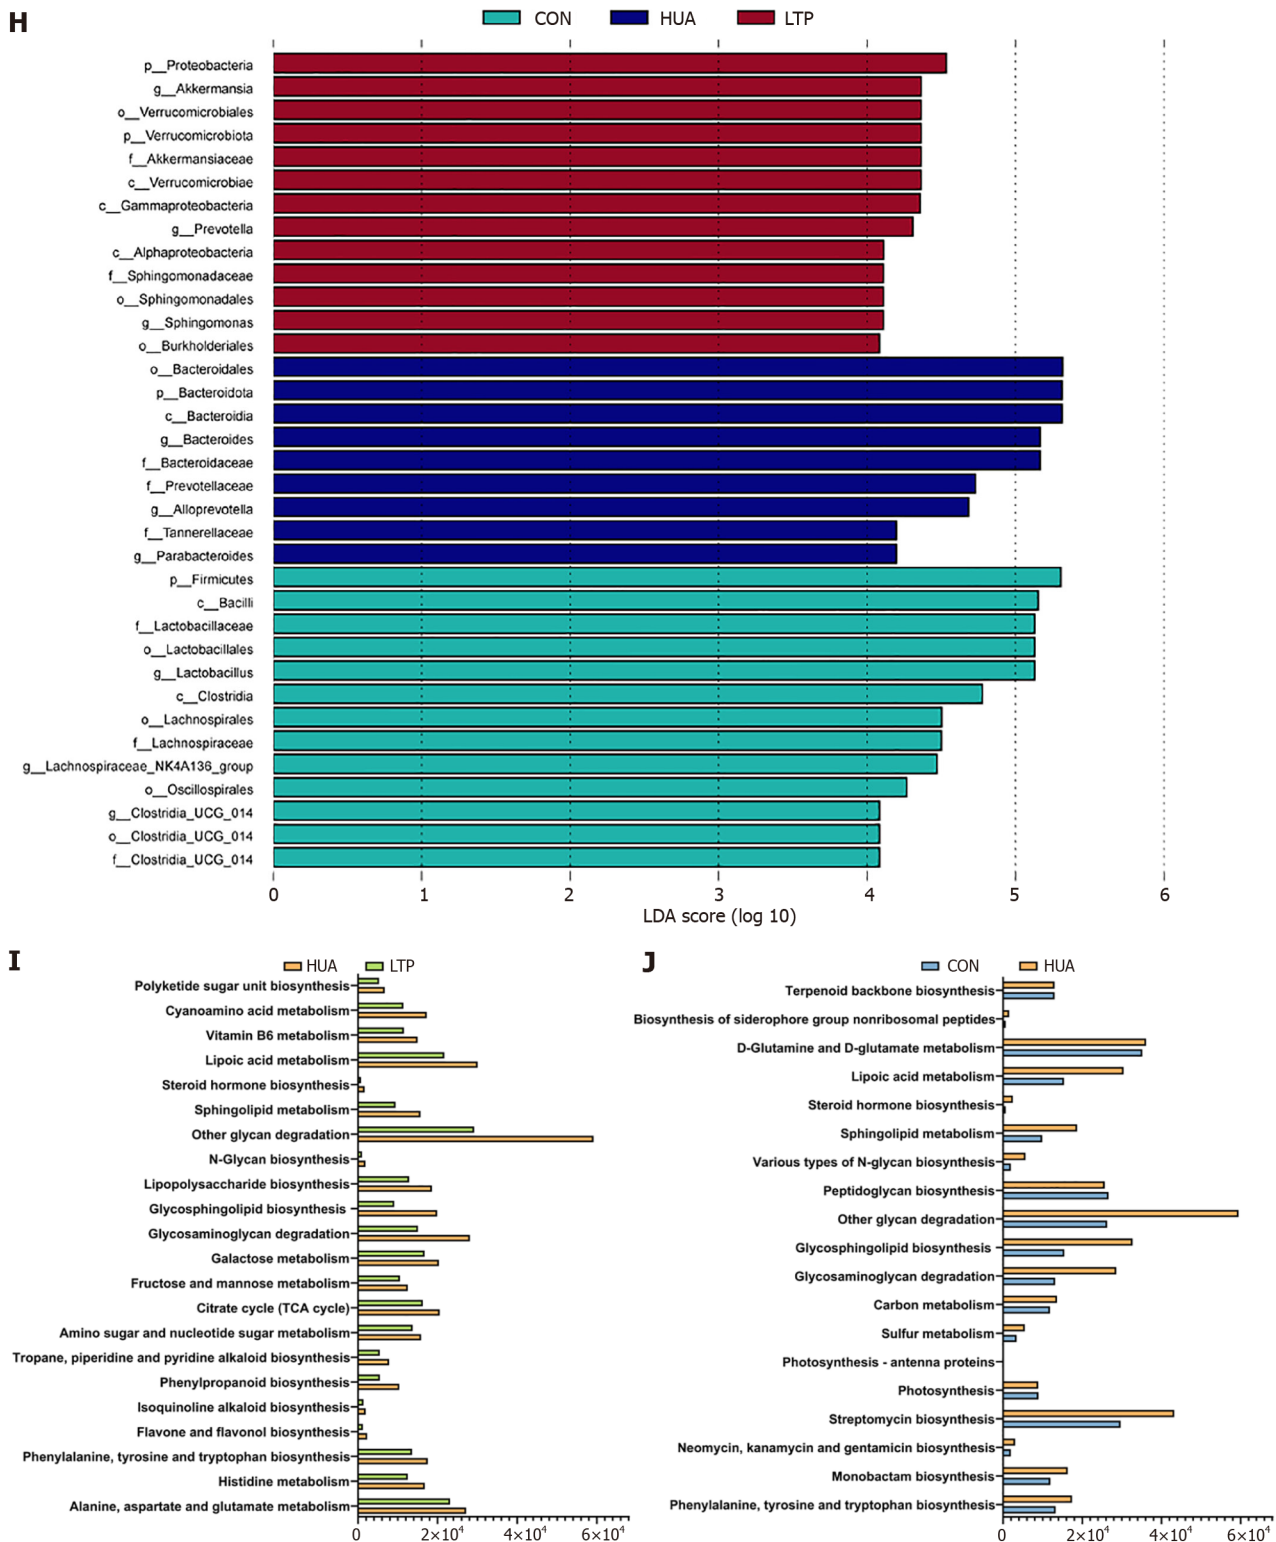 H
CON HUA LTP
p__Proteobacteria
g__Akkermansia
o__Verrucomicrobiales
p__Verrucomicrobiota
f__Akkermansiaceae
c__Verrucomicrobiae
c__Gammaproteobacteria
g__Prevotella
c__Alphaproteobacteria
f__Sphingomonadaceae
o__Sphingomonadales
g__Sphingomonas
o__Burkholderiales
o__Bacteroidales
p__Bacteroidota
c__Bacteroidia
g__Bacteroides
f__Bacteroidaceae
f__Prevotellaceae
g__Alloprevotella
f__Tannerellaceae
g__Parabacteroides
p__Firmicutes
c__Bacilli
f__Lactobacillaceae
o__Lactobacillales
g__Lactobacillus
c__Clostridia
o__Lachnospirales
f__Lachnospiraceae
g__Lachnospiraceae_NK4A136_group
o__Oscillospirales
g__Clostridia_UCG_014
o__Clostridia_UCG_014
f__Clostridia_UCG_014
0 1 2 3 4 5 6
LDA score (log 10)
I
HUA LTP
Polyketide sugar unit biosynthesis
Cyanoamino acid metabolism
Vitamin B6 metabolism
Lipoic acid metabolism
Steroid hormone biosynthesis
Sphingolipid metabolism
Other glycan degradation
N-Glycan biosynthesis
Lipopolysaccharide biosynthesis
Glycosphingolipid biosynthesis
Glycosaminoglycan degradation
Galactose metabolism
Fructose and mannose metabolism
Citrate cycle (TCA cycle)
Amino sugar and nucleotide sugar metabolism
Tropane, piperidine and pyridine alkaloid biosynthesis
Phenylpropanoid biosynthesis
Isoquinoline alkaloid biosynthesis
Flavone and flavonol biosynthesis
Phenylalanine, tyrosine and tryptophan biosynthesis
Histidine metabolism
Alanine, aspartate and glutamate metabolism
0 2×10⁴ 4×10⁴ 6×10⁴
J
CON HUA
Terpenoid backbone biosynthesis
Biosynthesis of siderophore group nonribosomal peptides
D-Glutamine and D-glutamate metabolism
Lipoic acid metabolism
Steroid hormone biosynthesis
Sphingolipid metabolism
Various types of N-glycan biosynthesis
Peptidoglycan biosynthesis
Other glycan degradation
Glycosphingolipid biosynthesis
Glycosaminoglycan degradation
Carbon metabolism
Sulfur metabolism
Photosynthesis - antenna proteins
Photosynthesis
Streptomycin biosynthesis
Neomycin, kanamycin and gentamicin biosynthesis
Monobactam biosynthesis
Phenylalanine, tyrosine and tryptophan biosynthesis
0 2×10⁴ 4×10⁴ 6×10⁴